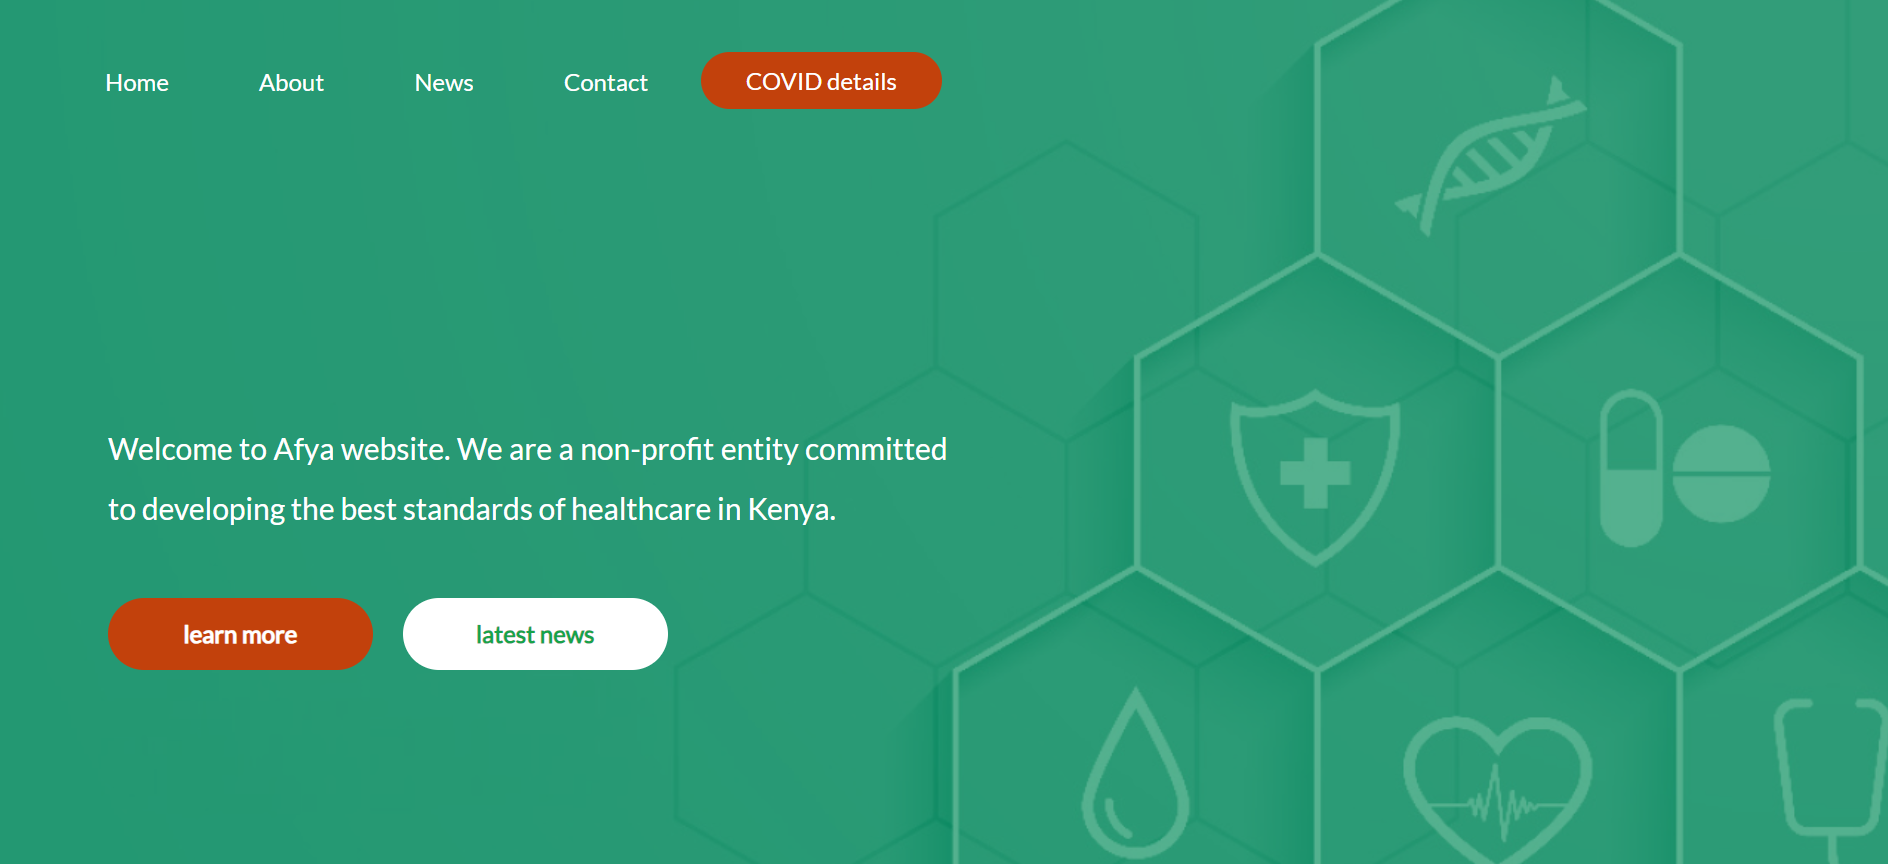 Home About News Contact COVID details
Welcome to Afya website. We are a non-profit entity committed
to developing the best standards of healthcare in Kenya.
learn more latest news